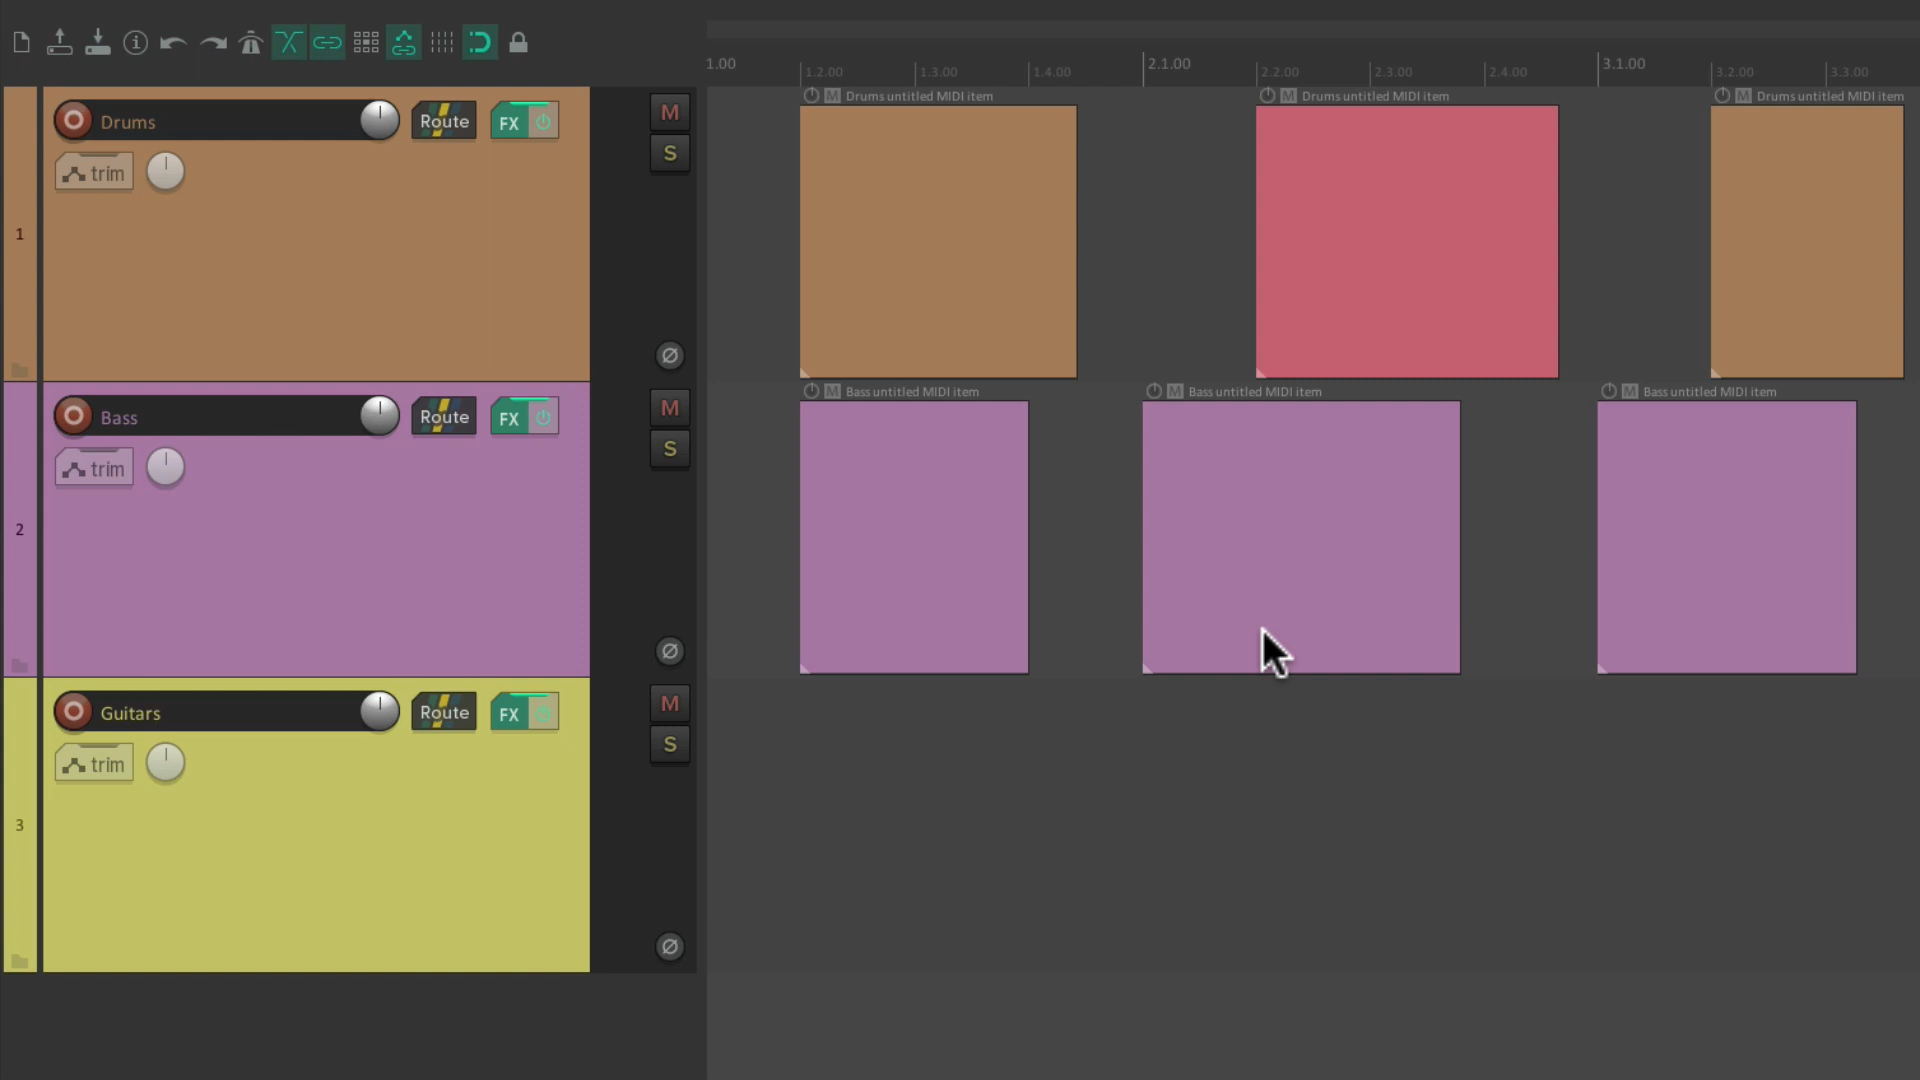 1.00 2.1.00 3.1.00
1.2.00 1.3.00 1.4.00 2.2.00 2.3.00 2.4.00 3.2.00 3.3.00
M Drums untitled MIDI item M Drums untitled MIDI item M Drums untitled MIDI item
Drums Route FX M
trim S
1
M Bass untitled MIDI item M Bass untitled MIDI item M Bass untitled MIDI item
Bass Route FX M
trim S
2
Guitars Route FX M
trim S
3